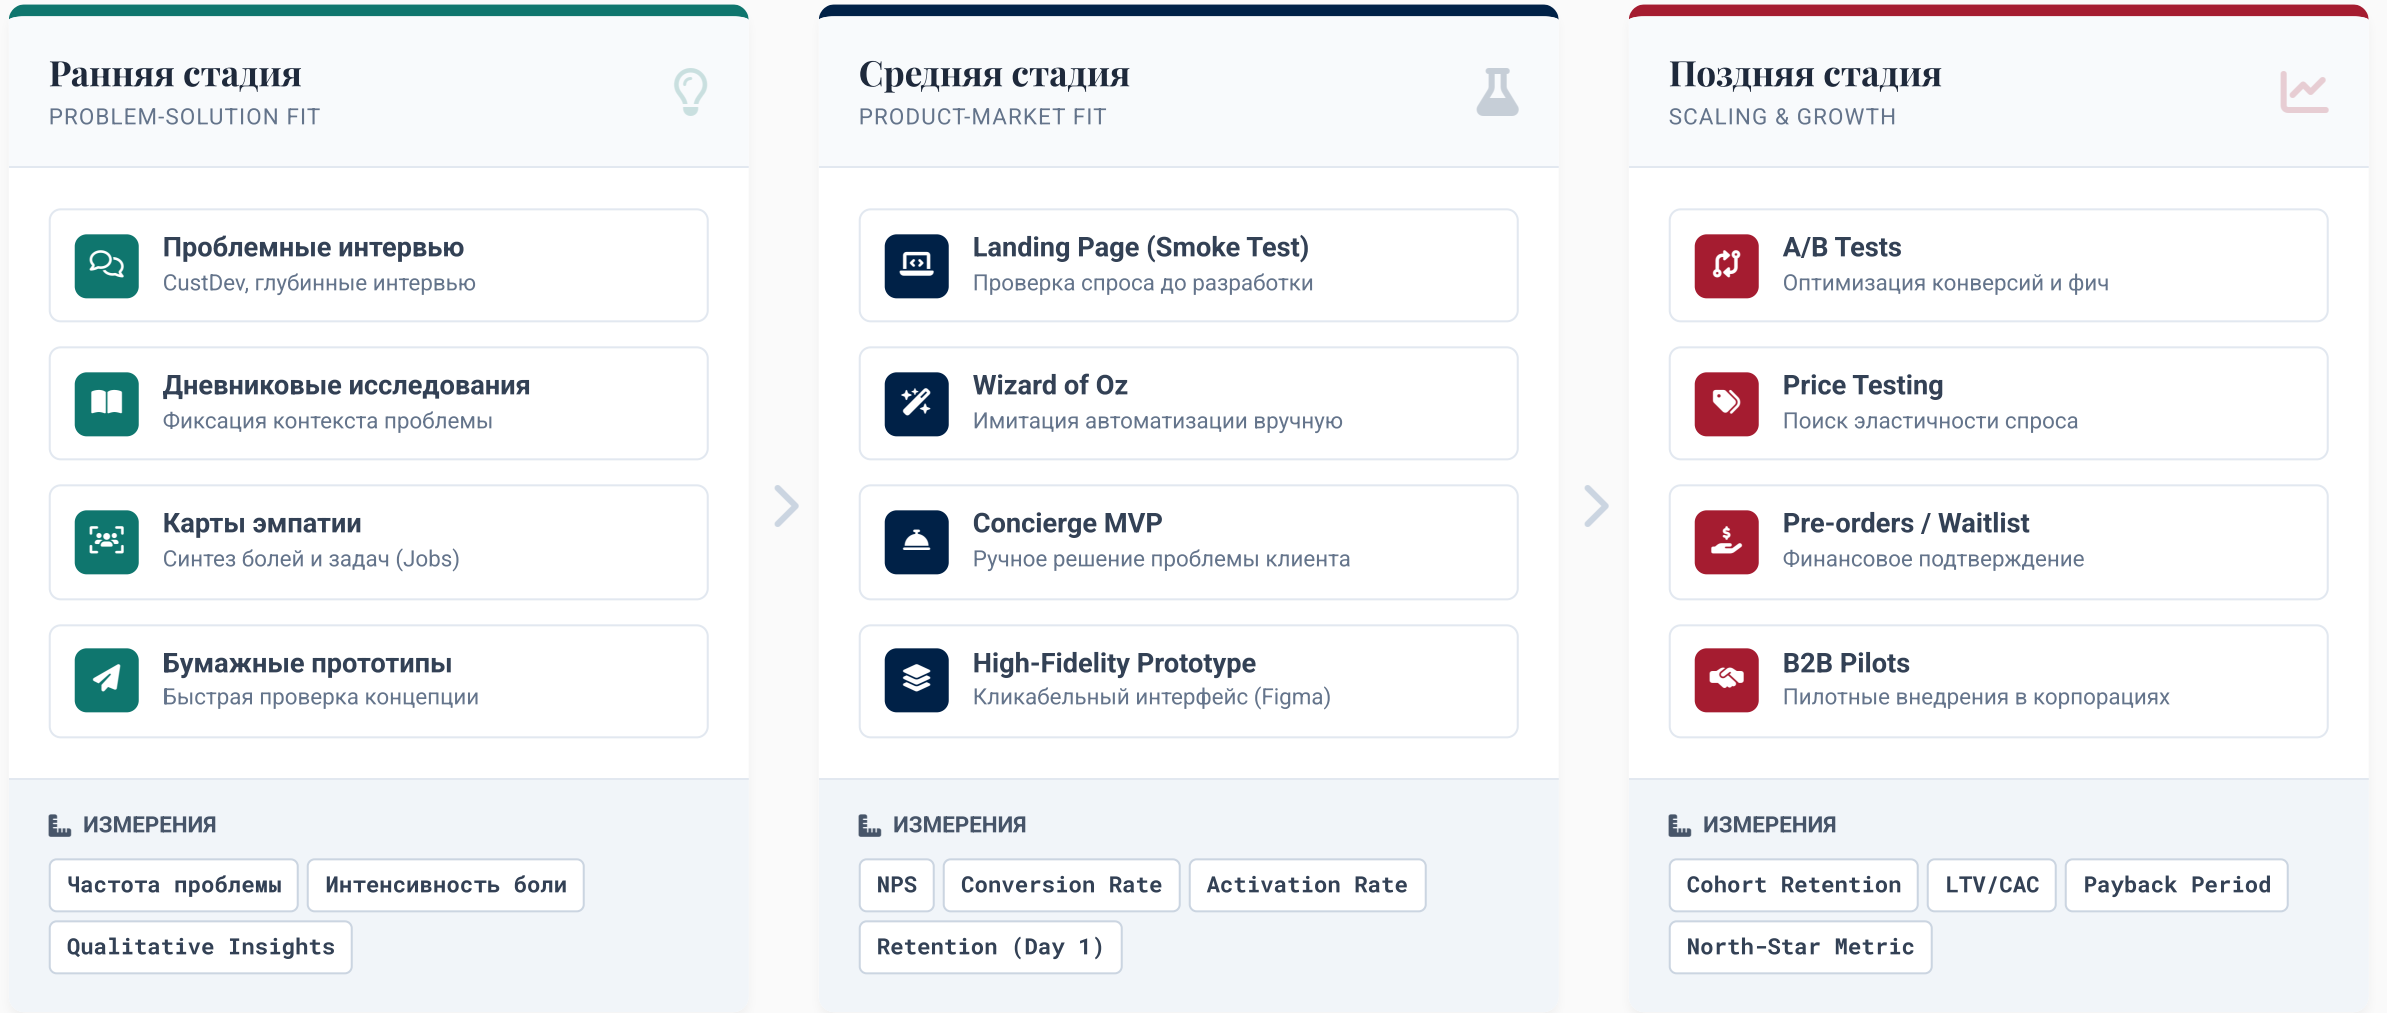 Ранняя стадия
PROBLEM-SOLUTION FIT
Проблемные интервью
CustDev, глубинные интервью
Дневниковые исследования
Фиксация контекста проблемы
Карты эмпатии
Синтез болей и задач (Jobs)
Бумажные прототипы
Быстрая проверка концепции
ИЗМЕРЕНИЯ
Частота проблемы
Интенсивность боли
Qualitative Insights
Средняя стадия
PRODUCT-MARKET FIT
Landing Page (Smoke Test)
Проверка спроса до разработки
Wizard of Oz
Имитация автоматизации вручную
Concierge MVP
Ручное решение проблемы клиента
High-Fidelity Prototype
Кликабельный интерфейс (Figma)
ИЗМЕРЕНИЯ
NPS
Conversion Rate
Activation Rate
Retention (Day 1)
Поздняя стадия
SCALING & GROWTH
A/B Tests
Оптимизация конверсий и фич
Price Testing
Поиск эластичности спроса
Pre-orders / Waitlist
Финансовое подтверждение
B2B Pilots
Пилотные внедрения в корпорациях
ИЗМЕРЕНИЯ
Cohort Retention
LTV/CAC
Payback Period
North-Star Metric